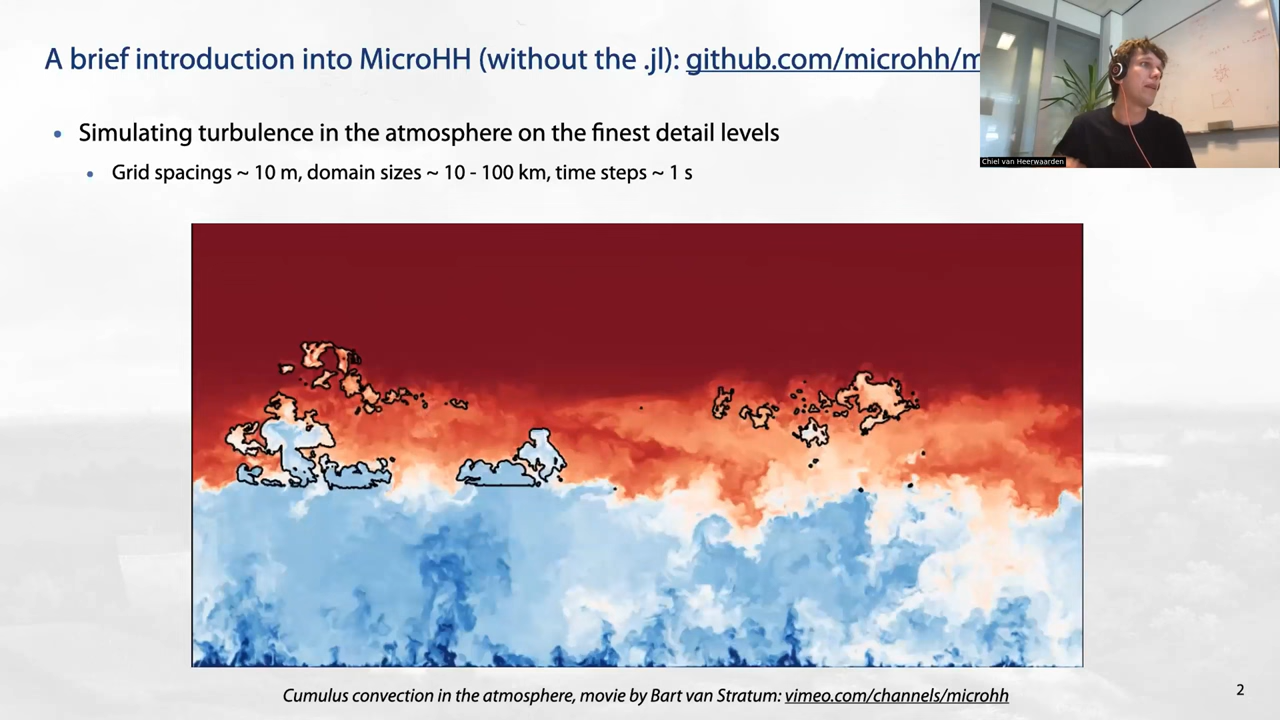 A brief introduction into MicroHH (without the .jl): github.com/microhh/m
Chiel van Heerwaarden
• Simulating turbulence in the atmosphere on the finest detail levels
• Grid spacings ~ 10 m, domain sizes ~ 10 - 100 km, time steps ~ 1 s
Cumulus convection in the atmosphere, movie by Bart van Stratum: vimeo.com/channels/microhh
2